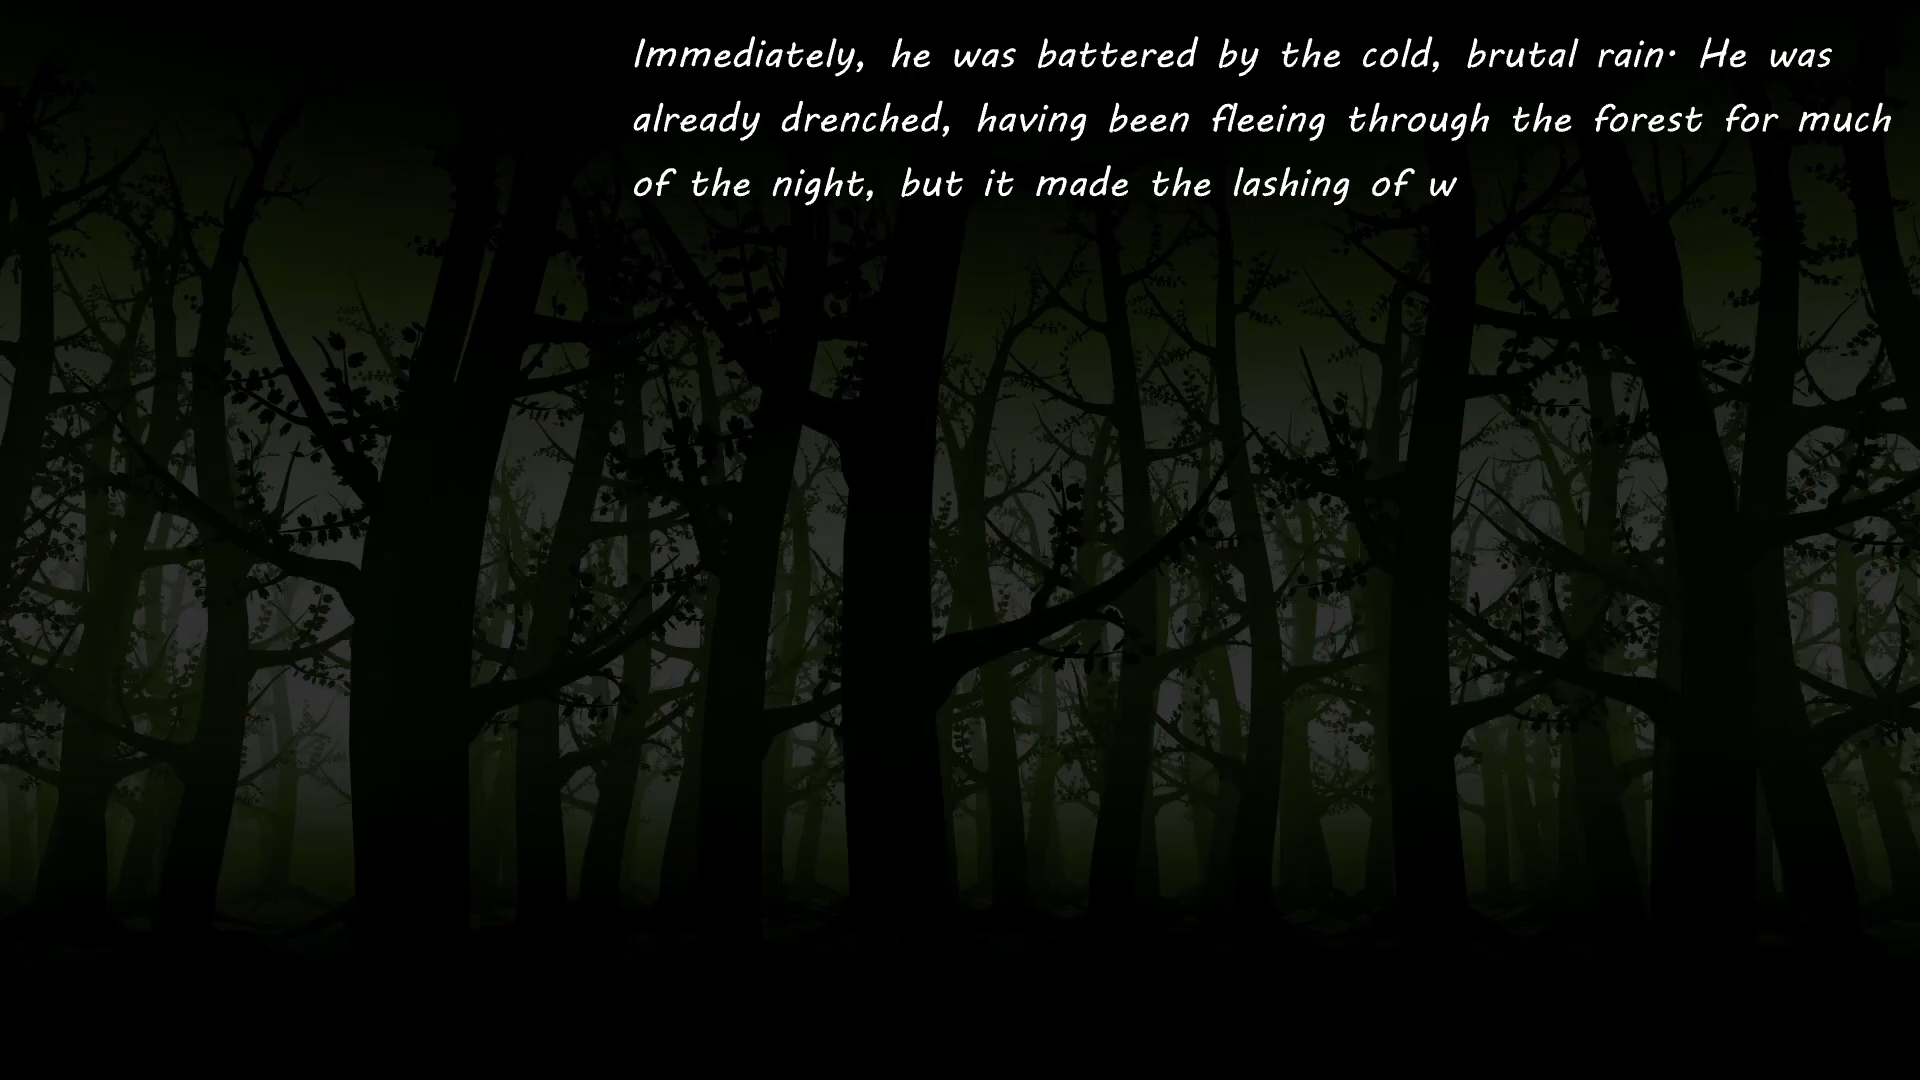 Immediately, he was battered by the cold, brutal rain. He was
already drenched, having been fleeing through the forest for much
of the night, but it made the lashing of w